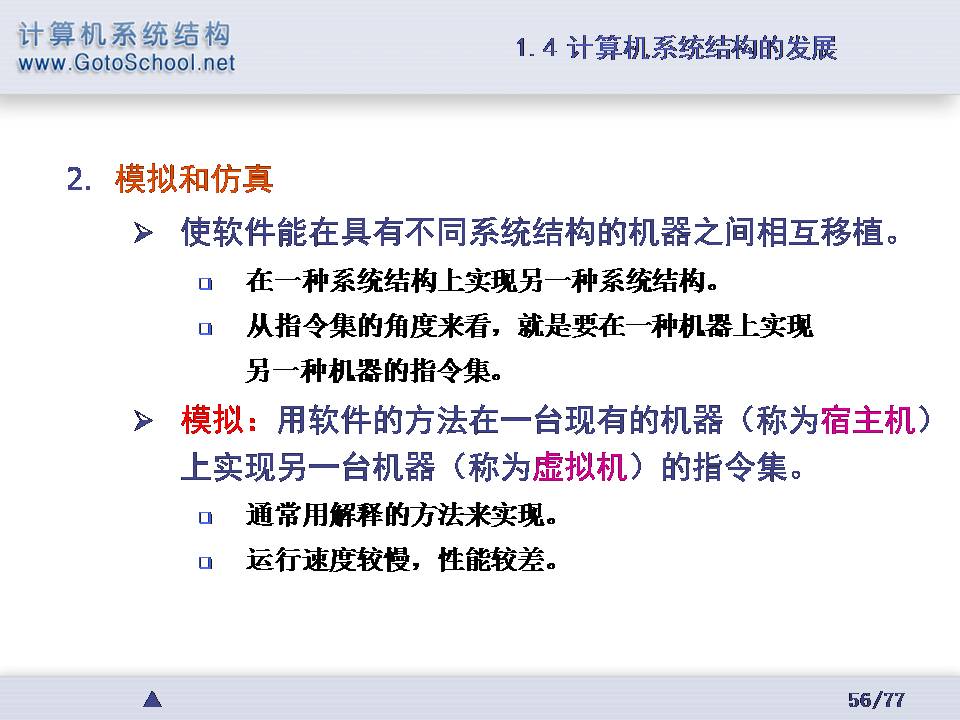 计算机系统结构
www.GotoSchool.net
1.4 计算机系统结构的发展
2. 模拟和仿真
使软件能在具有不同系统结构的机器之间相互移植。
在一种系统结构上实现另一种系统结构。
从指令集的角度来看，就是要在一种机器上实现
另一种机器的指令集。
模拟：用软件的方法在一台现有的机器（称为宿主机）
上实现另一台机器（称为虚拟机）的指令集。
通常用解释的方法来实现。
运行速度较慢，性能较差。
56/77